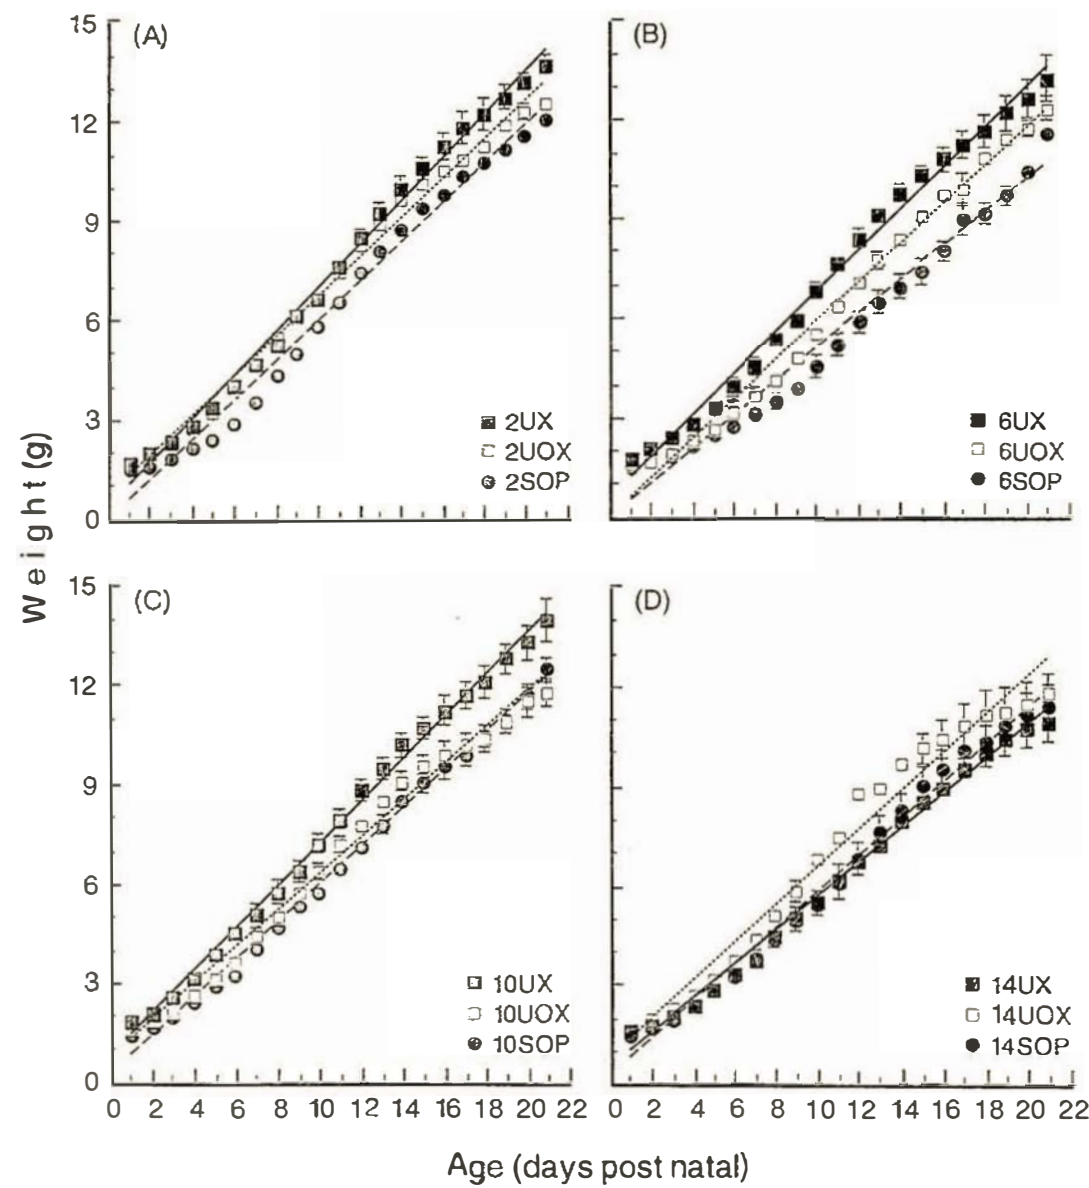 15
(A)
(B)
12
9
6
3
0
2UX
2UOX
2SOP
6UX
6UOX
6SOP
Weight (g)
15
(C)
(D)
12
9
6
3
0
10UX
10UOX
10SOP
14UX
14UOX
14SOP
0 2 4 6 8 10 12 14 16 18 20 22
0 2 4 6 8 10 12 14 16 18 20 22
Age (days post natal)